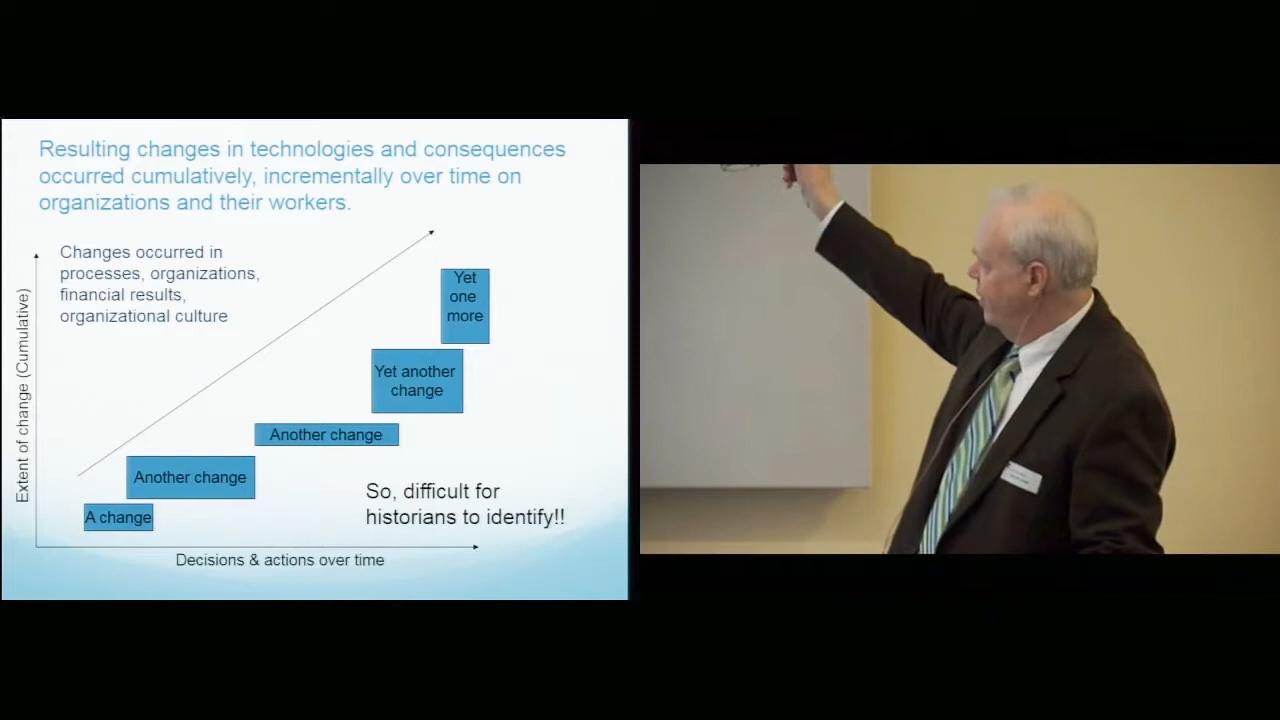 Resulting changes in technologies and consequences
occurred cumulatively, incrementally over time on
organizations and their workers.
Changes occurred in
processes, organizations,
financial results,
organizational culture
Extent of change (Cumulative)
Yet
one
more
Yet another
change
Another change
Another change
A change
So, difficult for
historians to identify!!
Decisions & actions over time